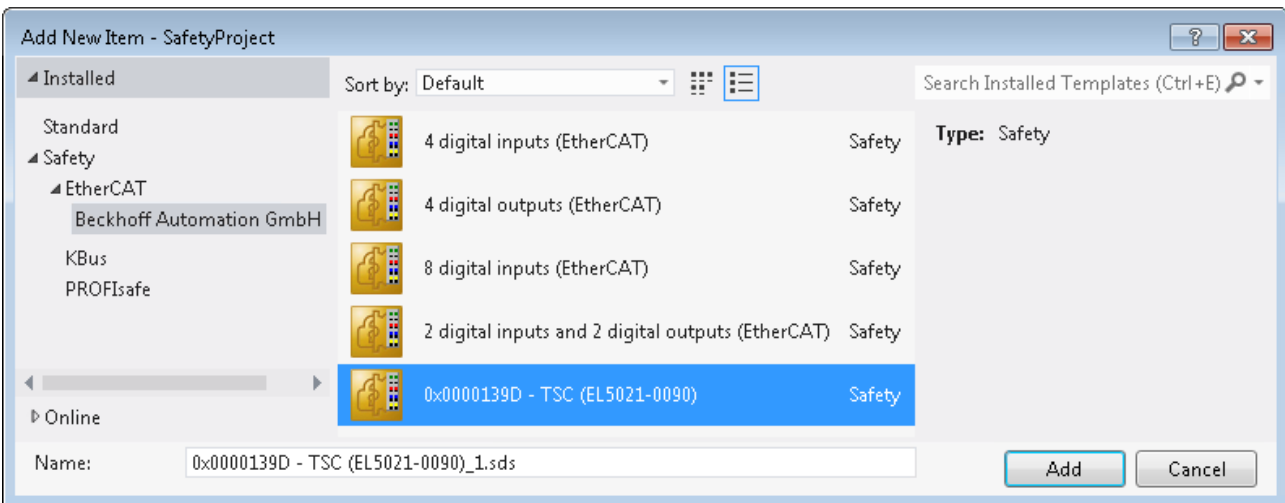 Add New Item - SafetyProject
Installed
Sort by: Default
Search Installed Templates (Ctrl+E)
Standard
Safety
EtherCAT
Beckhoff Automation GmbH
KBus
PROFIsafe
Online
4 digital inputs (EtherCAT) Safety
4 digital outputs (EtherCAT) Safety
8 digital inputs (EtherCAT) Safety
2 digital inputs and 2 digital outputs (EtherCAT) Safety
0x0000139D - TSC (EL5021-0090) Safety
Type: Safety
Name: 0x0000139D - TSC (EL5021-0090)_1.sds
Add Cancel